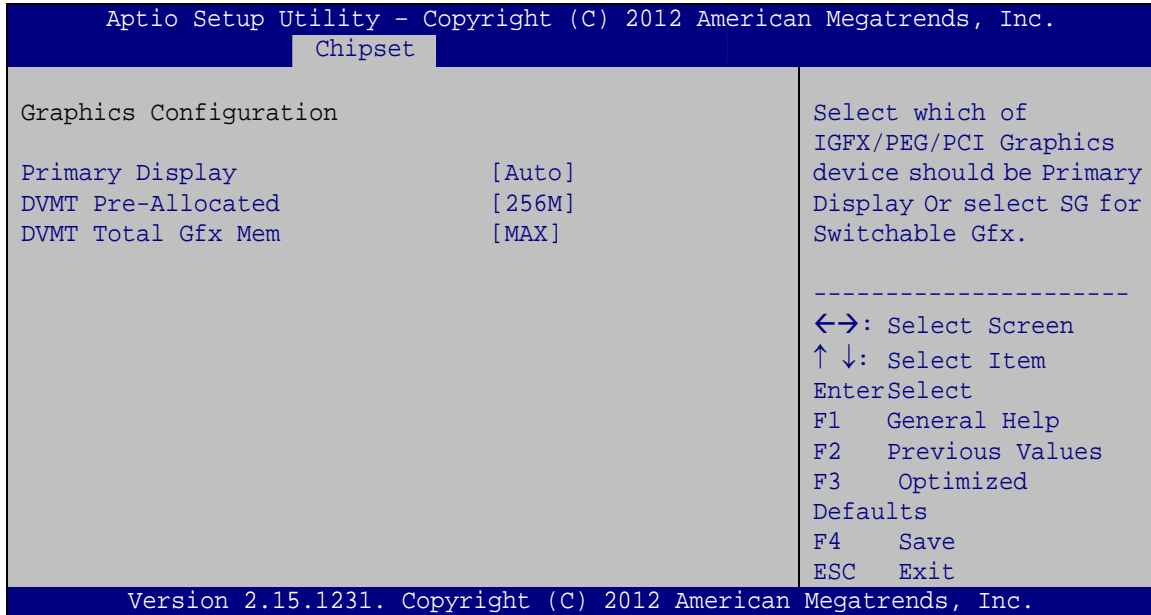 Aptio Setup Utility – Copyright (C) 2012 American Megatrends, Inc.
Chipset
Graphics Configuration
Primary Display [Auto]
DVMT Pre-Allocated [256M]
DVMT Total Gfx Mem [MAX]
Select which of
IGFX/PEG/PCI Graphics
device should be Primary
Display Or select SG for
Switchable Gfx.
----------------------
←→: Select Screen
↑ ↓: Select Item
EnterSelect
F1 General Help
F2 Previous Values
F3 Optimized
Defaults
F4 Save
ESC Exit
Version 2.15.1231. Copyright (C) 2012 American Megatrends, Inc.